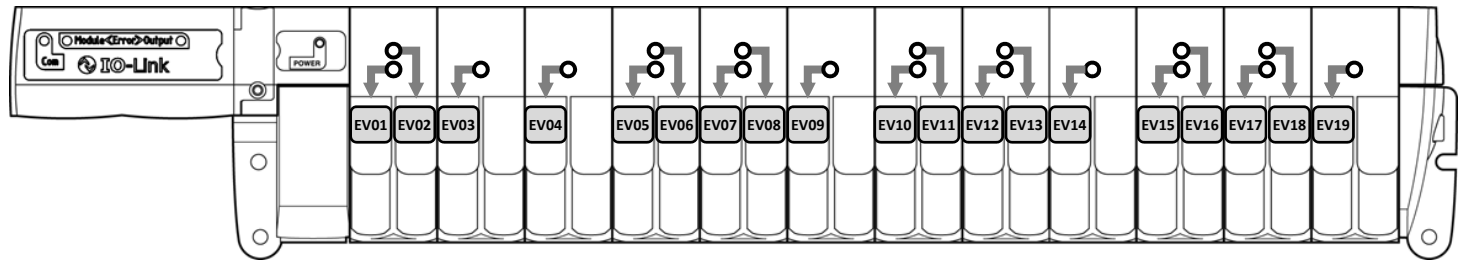 Module<Error>Output
Com IO-Link
POWER
EV01 EV02 EV03 EV04 EV05 EV06 EV07 EV08 EV09 EV10 EV11 EV12 EV13 EV14 EV15 EV16 EV17 EV18 EV19